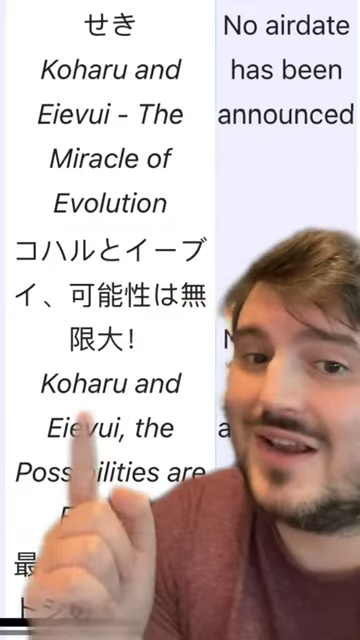 せき
Koharu and
Eievui - The
Miracle of
Evolution
コハルとイーブ
イ、可能性は無
限大!
Koharu and
Eievui, the
Possibilities are
最
No airdate
has been
announced